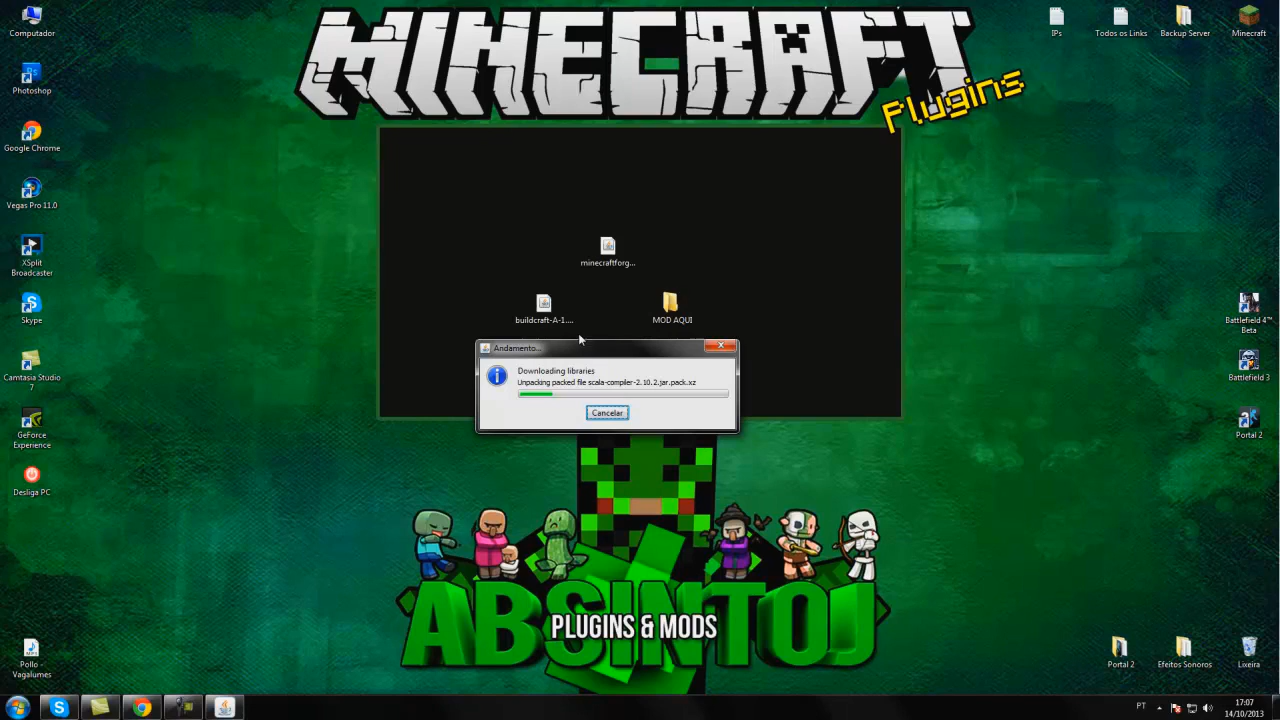 MINECRAFT
Plugins
Computador
Photoshop
Google Chrome
Vegas Pro 11.0
XSplit
Broadcaster
Skype
Camtasia Studio
7
GeForce
Experience
Desliga PC
Pollo -
Vagalumes
IPs
Todos os Links
Backup Server
Minecraft
minecraftforg...
buildcraft-A-1....
MOD AQUI
Andamento...
Downloading libraries
Unpacking packed file scala-compiler-2.10.2.jar.pack.xz
Cancelar
Battlefield 4™
Beta
Battlefield 3
Portal 2
ABSINTOJ
PLUGINS & MODS
Portal 2
Efeitos Sonoros
Lixeira
PT
17:07
14/10/2013